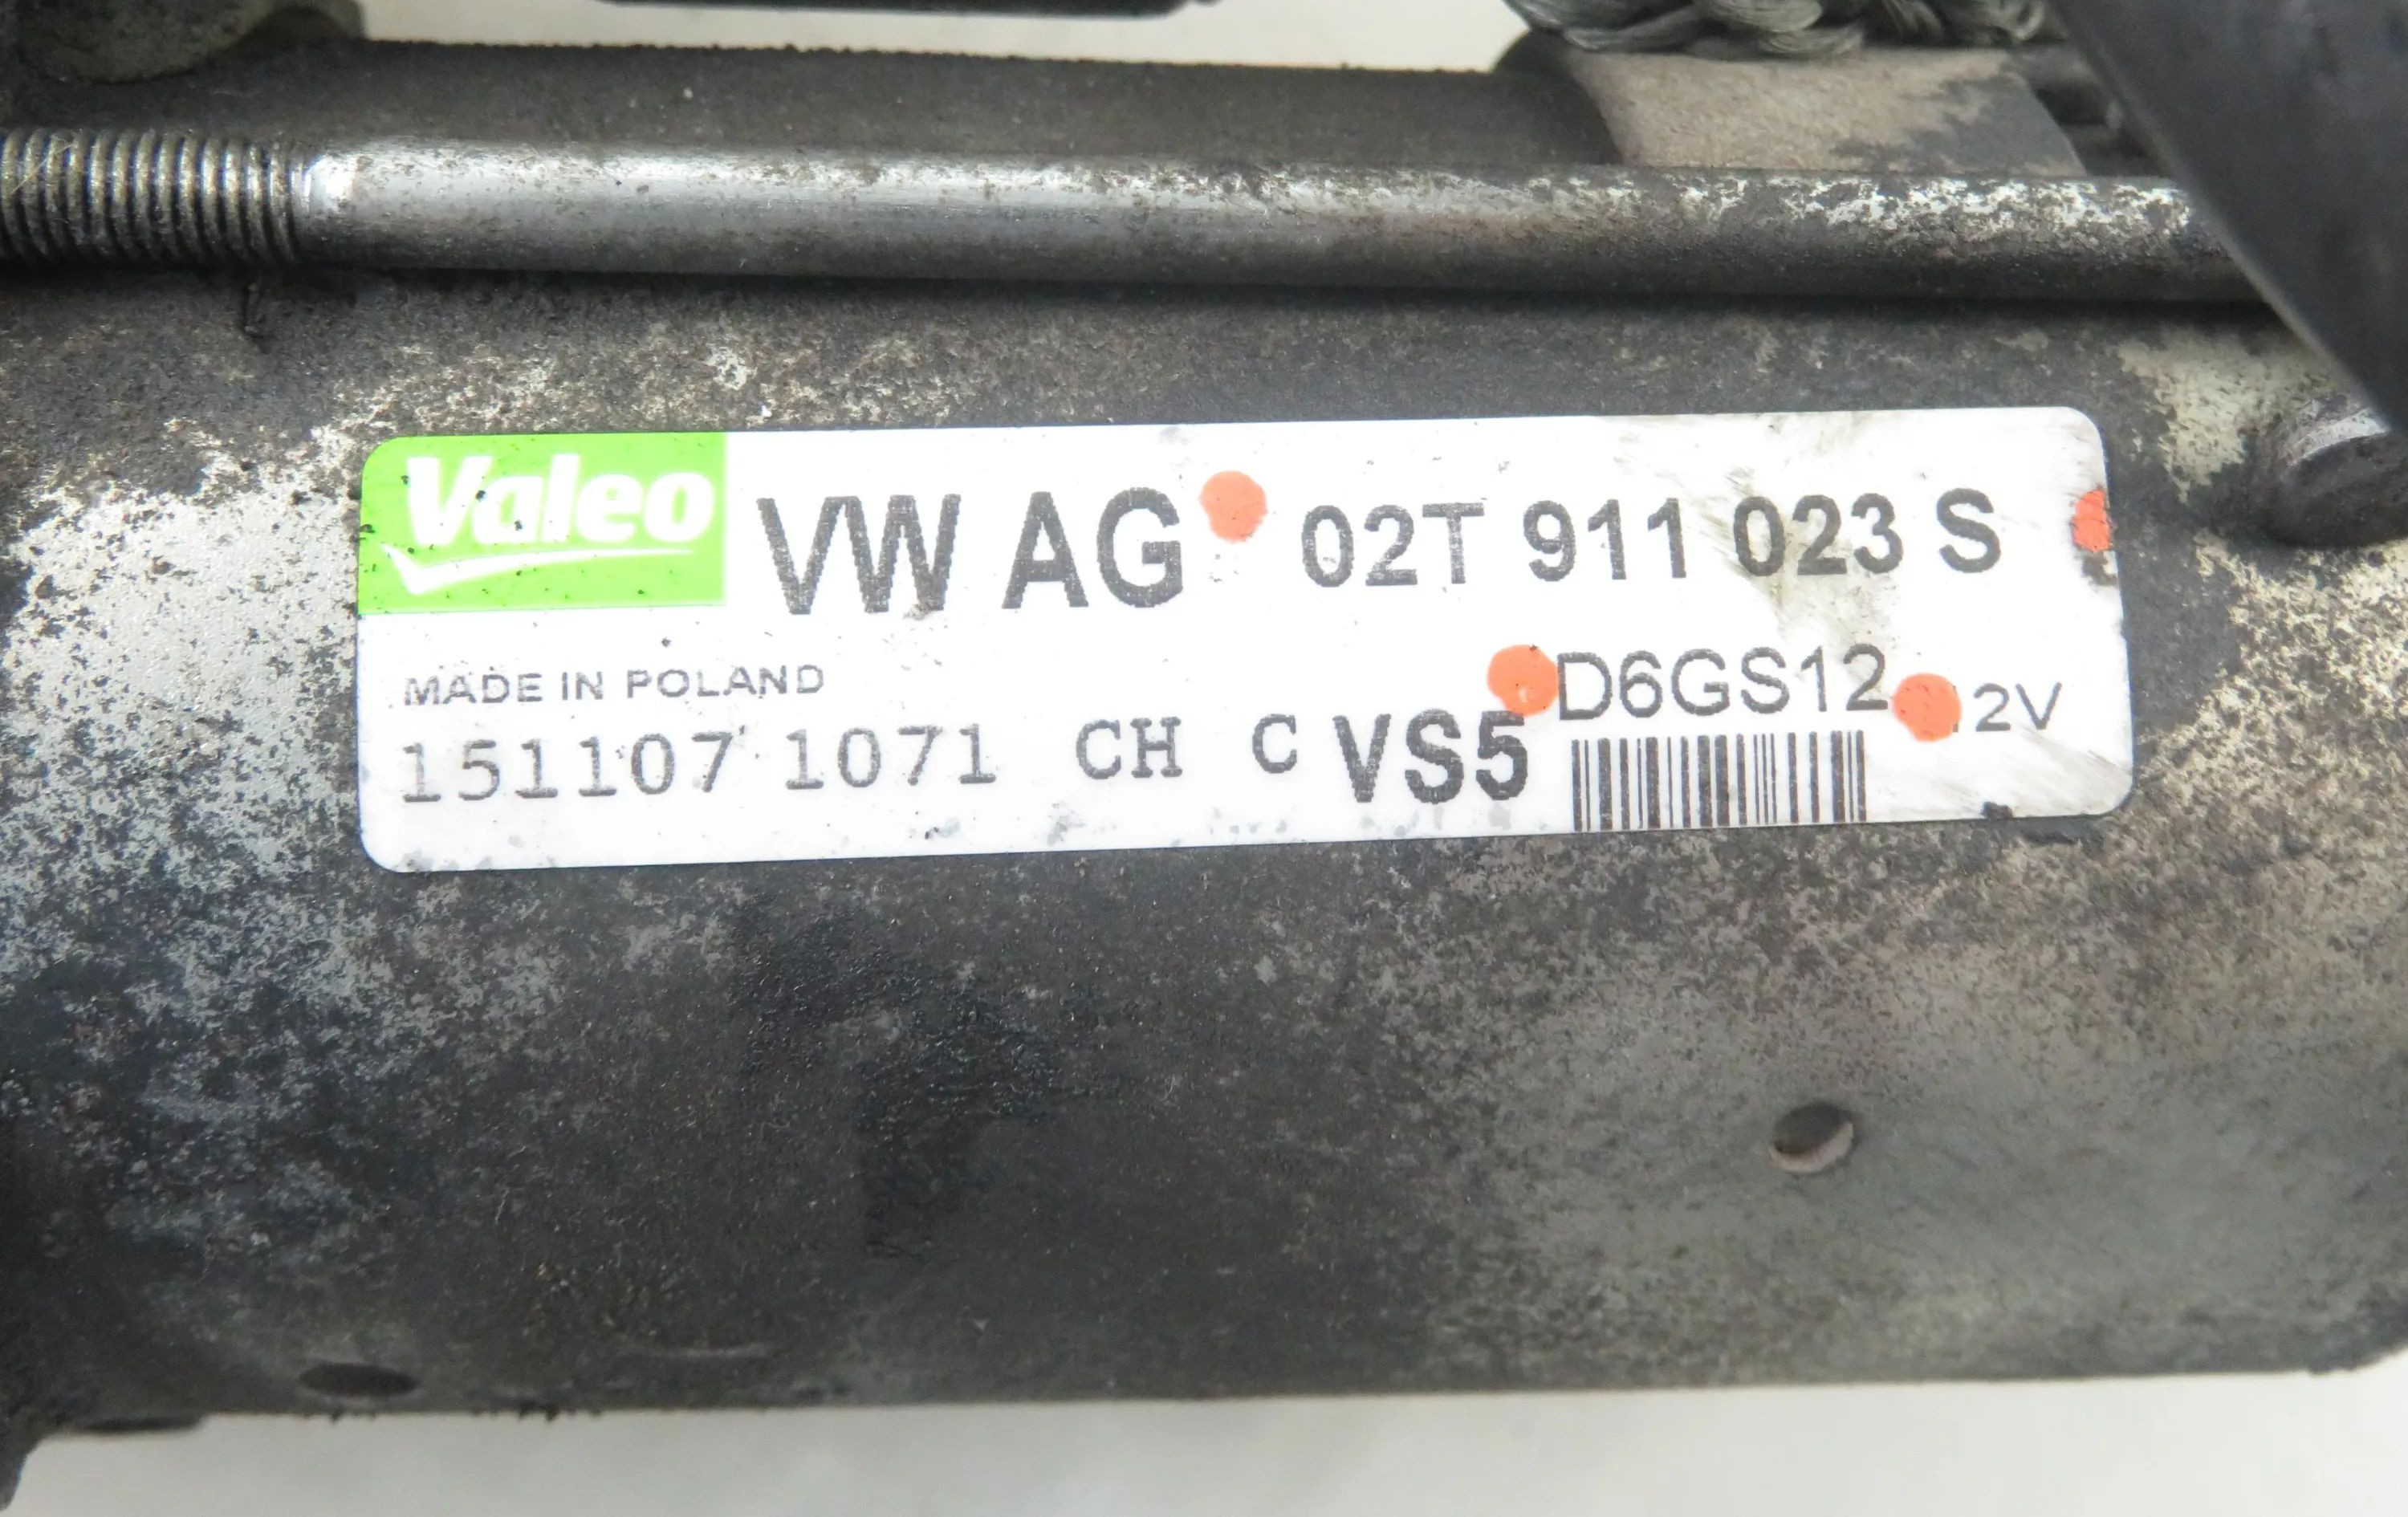 Valeo VW AG 02T 911 023 S
MADE IN POLAND D6GS12 12V
151107 1071 CH C VS5